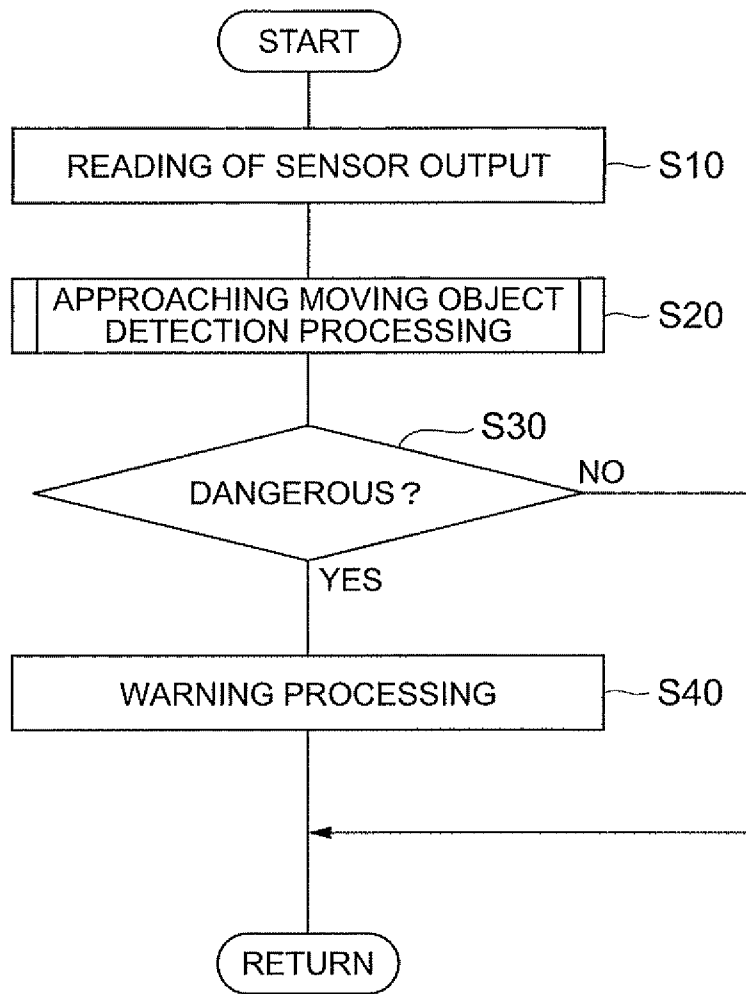 START
READING OF SENSOR OUTPUT
S10
APPROACHING MOVING OBJECT
DETECTION PROCESSING
S20
S30
DANGEROUS?
NO
YES
WARNING PROCESSING
S40
RETURN